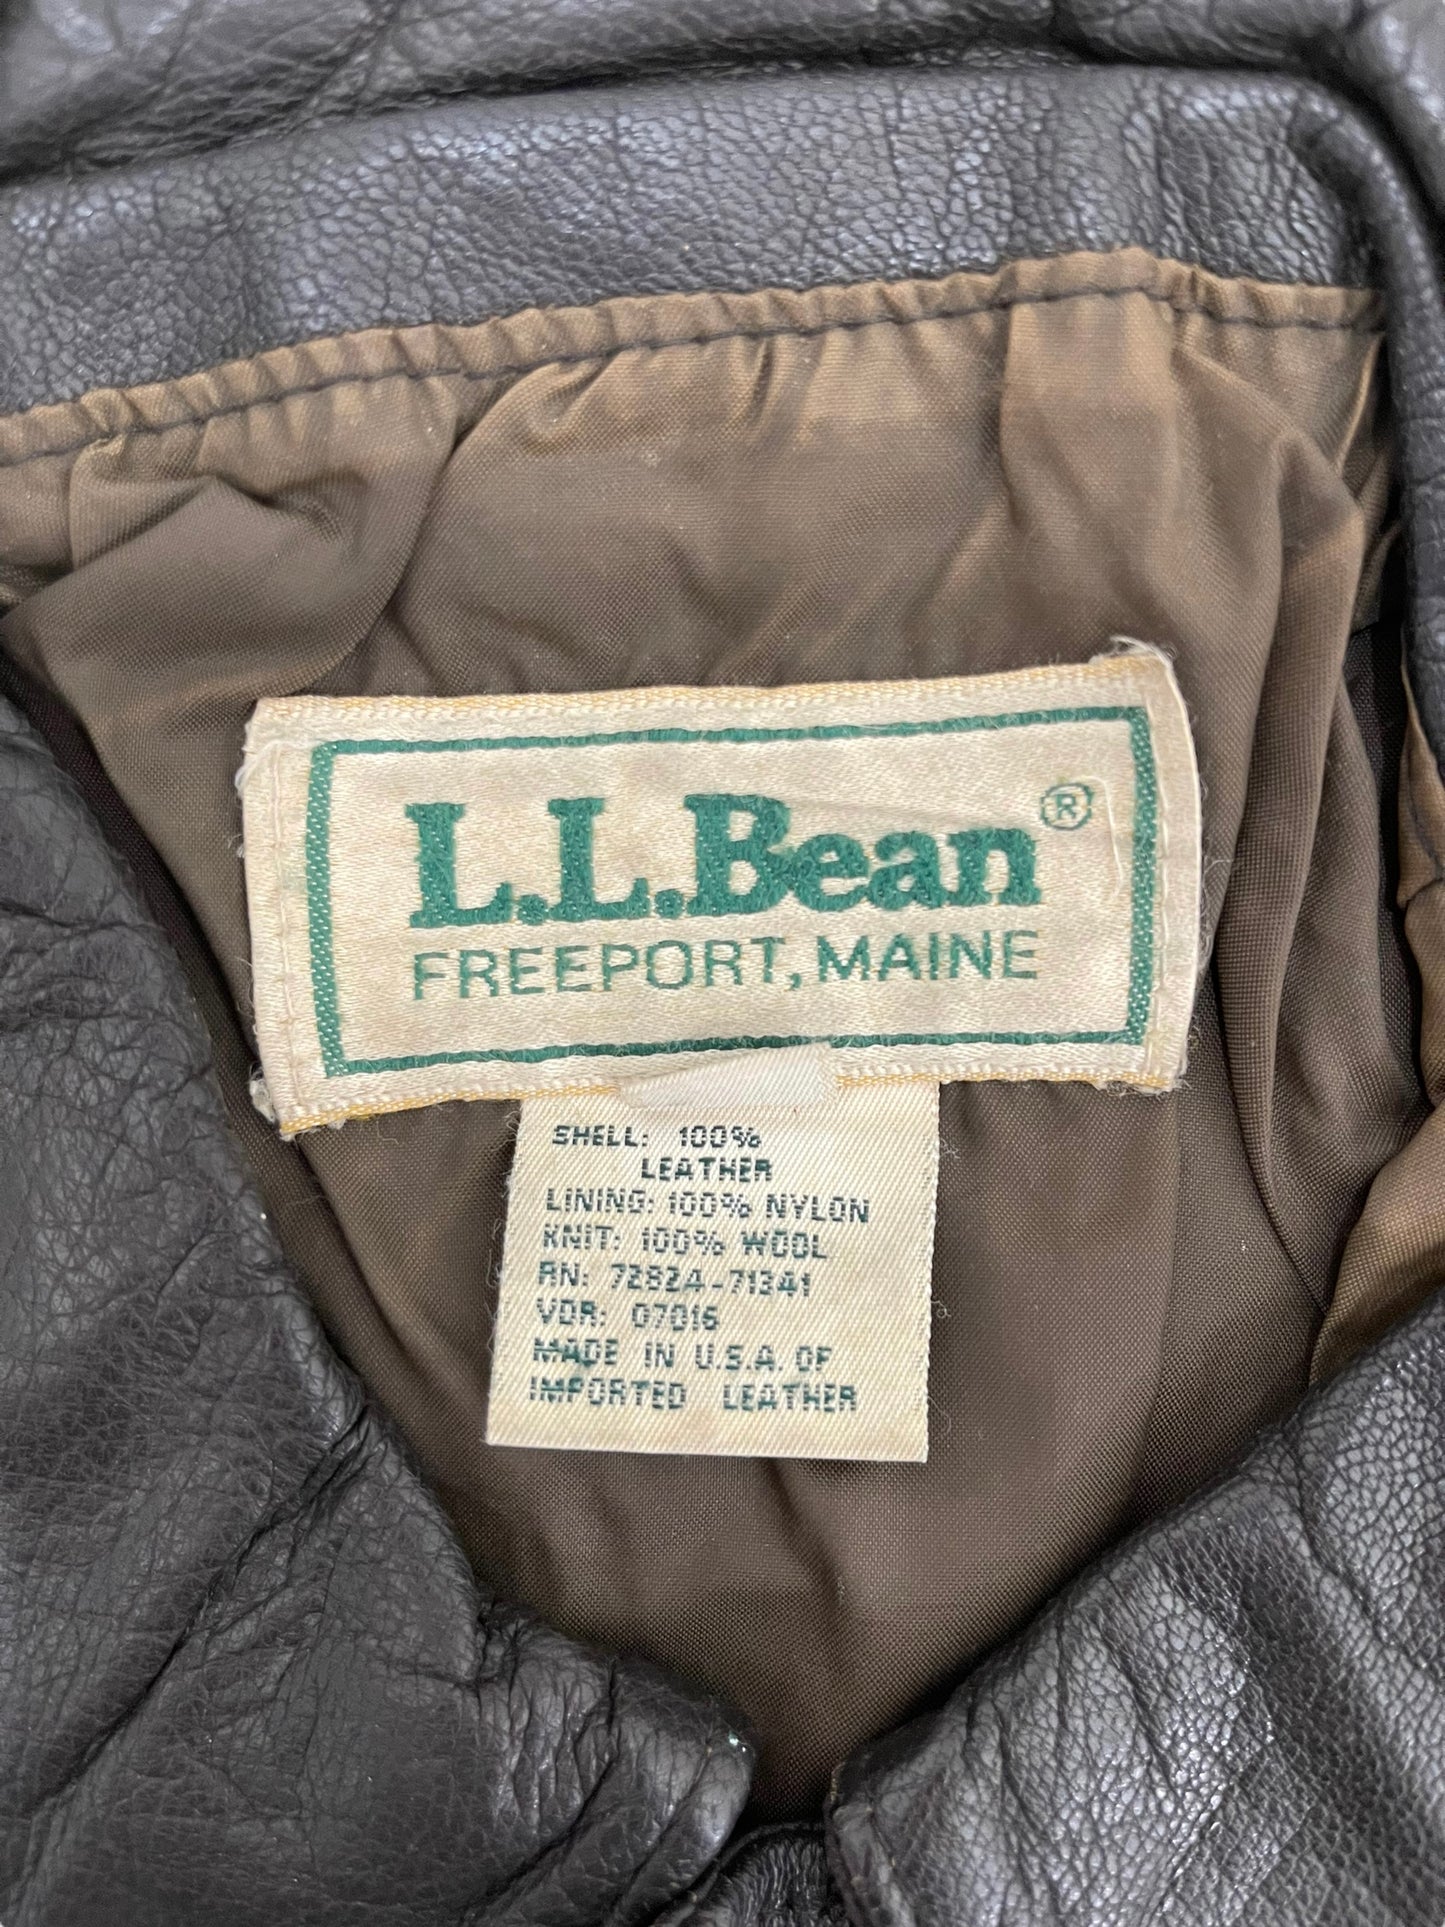 L.L.Bean®
FREEPORT, MAINE
SHELL: 100%
LEATHER
LINING: 100% NYLON
KNIT: 100% WOOL
RN: 72824-71341
VDR: 07016
MADE IN U.S.A. OF
IMPORTED LEATHER